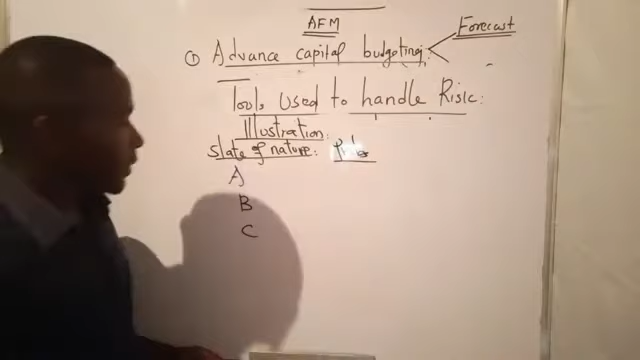 AFM
① Advance capital budgeting: Forecast
Tools Used to handle Risk:
Illustration:
State of nature:
A
B
C